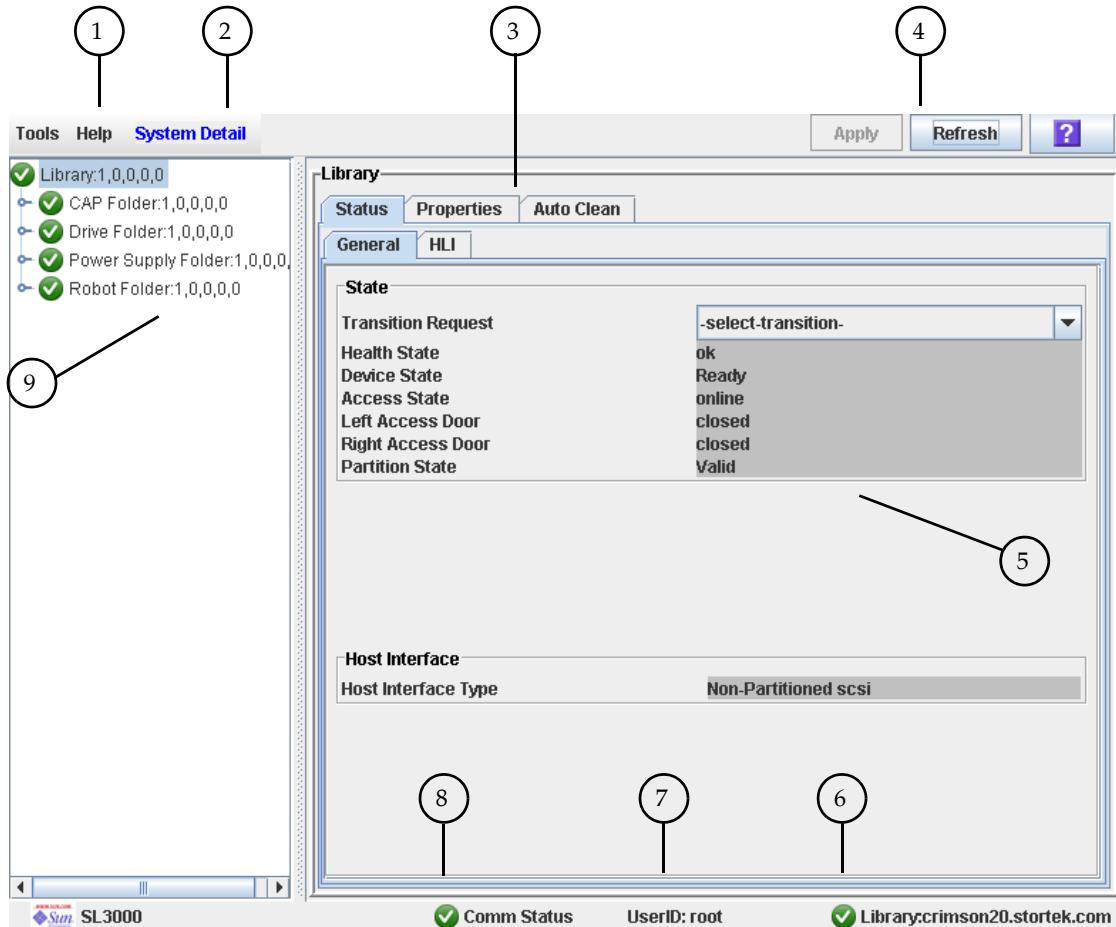 1 2 3 4
Tools Help System Detail Apply Refresh ?
Library:1,0,0,0,0
CAP Folder:1,0,0,0,0
Drive Folder:1,0,0,0,0
Power Supply Folder:1,0,0,0,
Robot Folder:1,0,0,0,0
9
Library
Status Properties Auto Clean
General HLI
State
Transition Request -select-transition-
Health State ok
Device State Ready
Access State online
Left Access Door closed
Right Access Door closed
Partition State Valid
5
Host Interface
Host Interface Type Non-Partitioned scsi
8 7 6
Sun SL3000 Comm Status UserID: root Library:crimson20.stortek.com